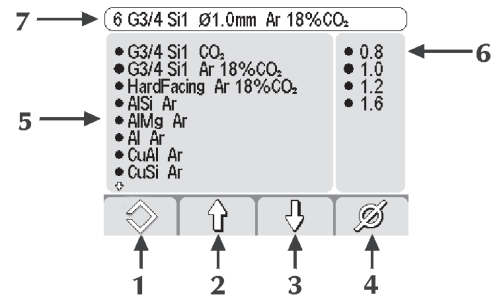 7
6 G3/4 Si1 Ø1.0mm Ar 18%CO₂
G3/4 Si1 CO₂
G3/4 Si1 Ar 18%CO₂
HardFacing Ar 18%CO₂
AlSi Ar
AlMg Ar
Al Ar
CuAl Ar
CuSi Ar
0.8
1.0
1.2
1.6
6
5
1
2
3
4